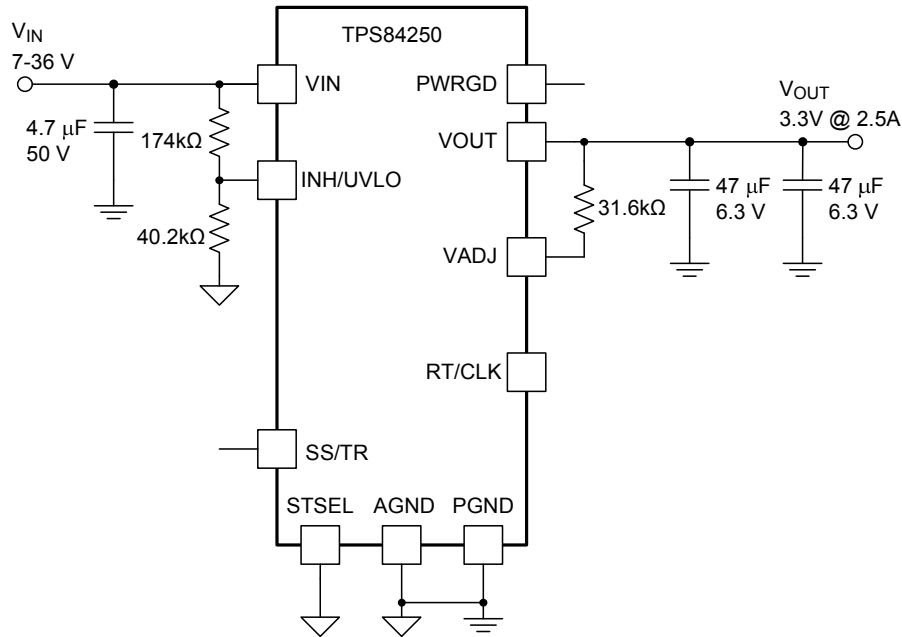 TPS84250
VIN
7-36 V
VIN
PWRGD
VOUT
3.3V @ 2.5A
4.7 μF
50 V
174kΩ
VOUT
INH/UVLO
31.6kΩ
47 μF
6.3 V
47 μF
6.3 V
40.2kΩ
VADJ
RT/CLK
SS/TR
STSEL
AGND
PGND